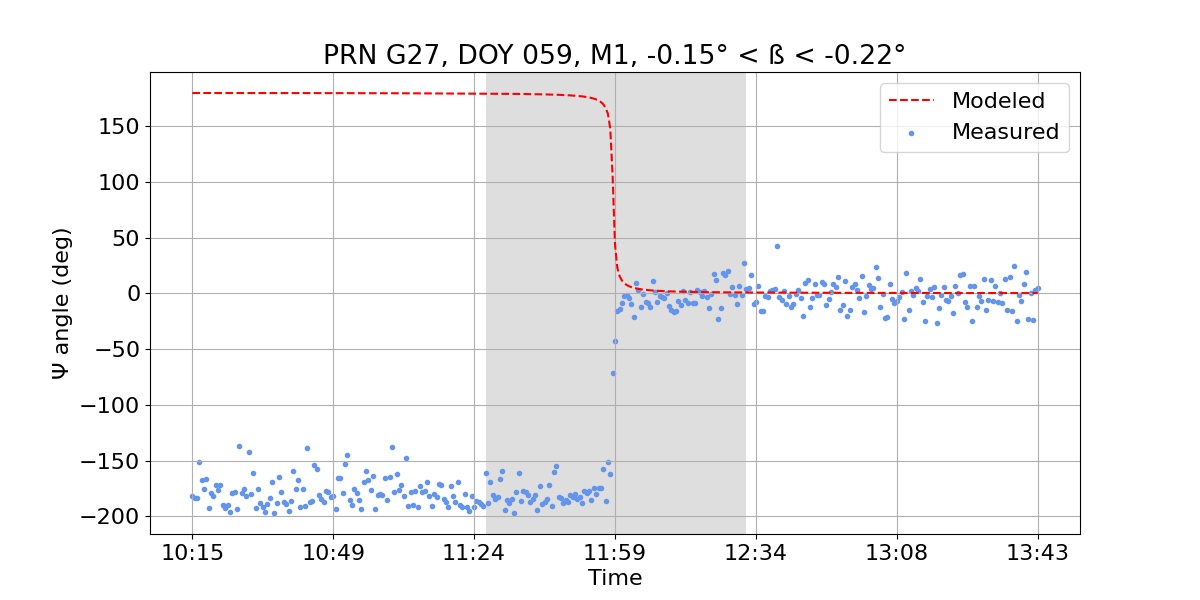 PRN G27, DOY 059, M1, -0.15° < ß < -0.22°
Modeled
Measured
Ψ angle (deg)
150
100
50
0
−50
−100
−150
−200
10:15 10:49 11:24 11:59 12:34 13:08 13:43
Time